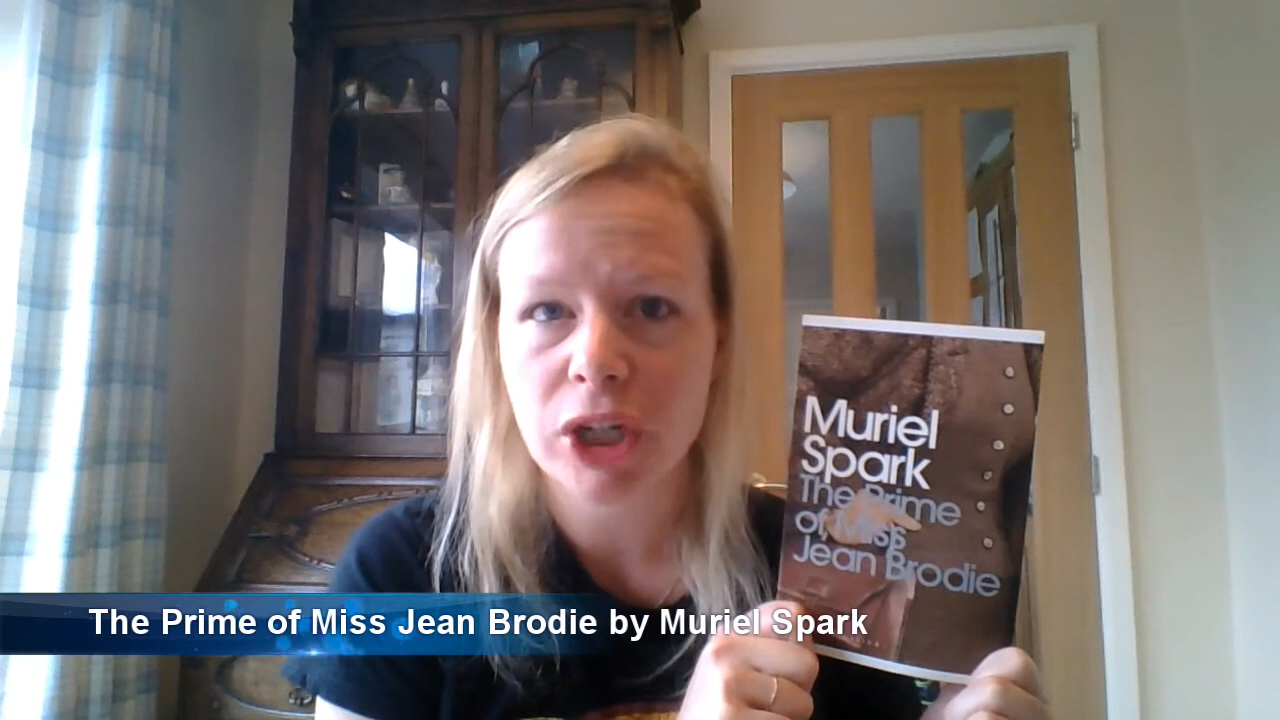 Muriel
Spark
The Prime
of Miss
Jean Brodie
The Prime of Miss Jean Brodie by Muriel Spark